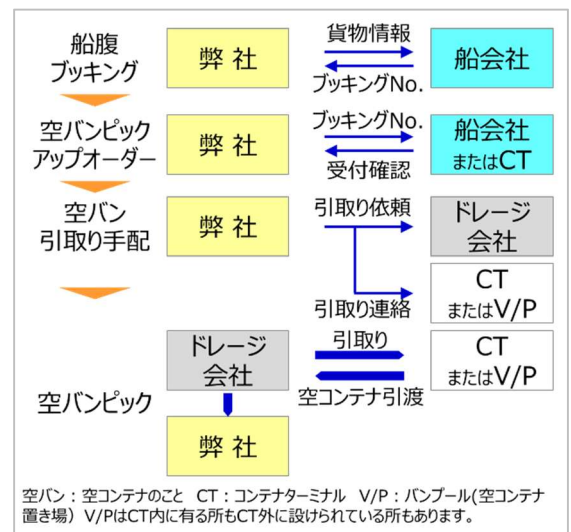 船腹
ブッキング
弊 社
貨物情報
ブッキングNo.
船会社
空バンピック
アップオーダー
弊 社
ブッキングNo.
受付確認
船会社
またはCT
空バン
引取り手配
弊 社
引取り依頼
ドレージ
会社
引取り連絡
CT
またはV/P
空バンピック
ドレージ
会社
引取り
空コンテナ引渡
CT
またはV/P
弊 社
空バン：空コンテナのこと CT：コンテナターミナル V/P：バンプール(空コンテナ
置き場) V/PはCT内に有る所もCT外に設けられている所もあります。